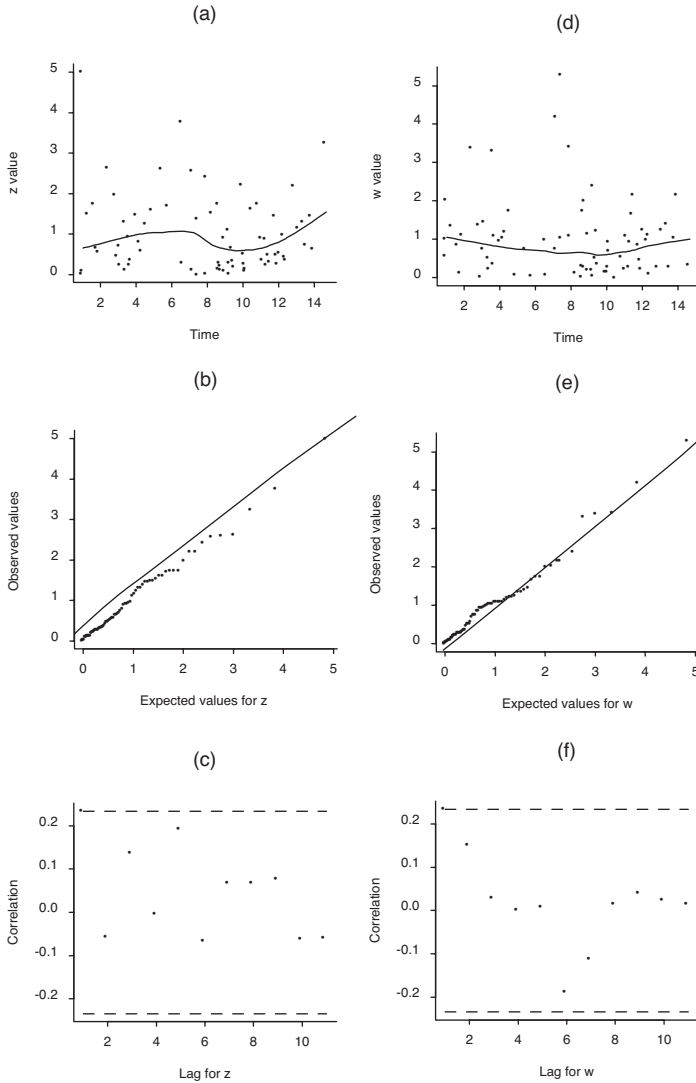 (a)
5
4
3
2
1
0
z value
2 4 6 8 10 12 14
Time
(d)
5
4
3
2
1
0
w value
2 4 6 8 10 12 14
Time
(b)
5
4
3
2
1
0
Observed values
0 1 2 3 4 5
Expected values for z
(e)
5
4
3
2
1
0
Observed values
0 1 2 3 4 5
Expected values for w
(c)
0.2
0.1
0.0
-0.1
-0.2
Correlation
2 4 6 8 10
Lag for z
(f)
0.2
0.1
0.0
-0.1
-0.2
Correlation
2 4 6 8 10
Lag for w